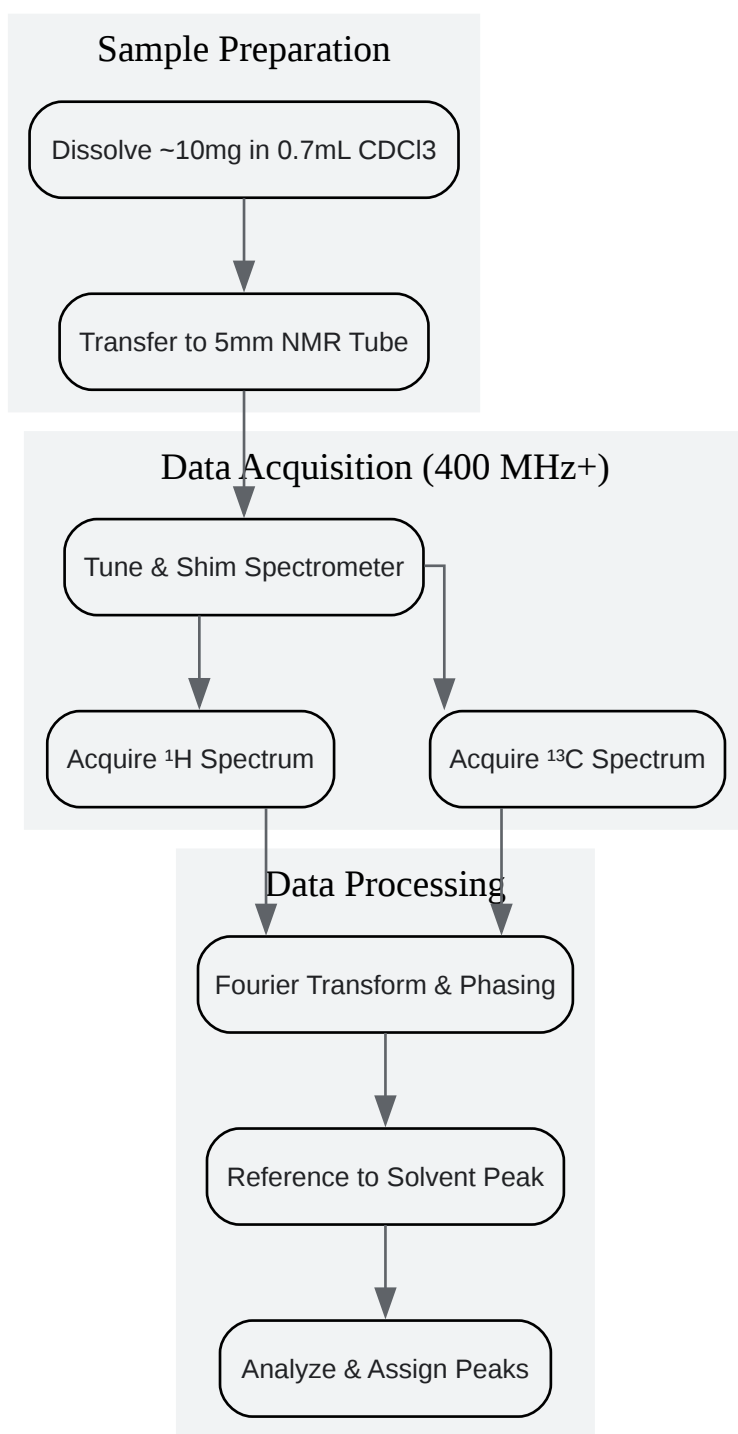 Sample Preparation
Dissolve ~10mg in 0.7mL CDCl3
Transfer to 5mm NMR Tube
Data Acquisition (400 MHz+)
Tune & Shim Spectrometer
Acquire ¹H Spectrum
Acquire ¹³C Spectrum
Data Processing
Fourier Transform & Phasing
Reference to Solvent Peak
Analyze & Assign Peaks